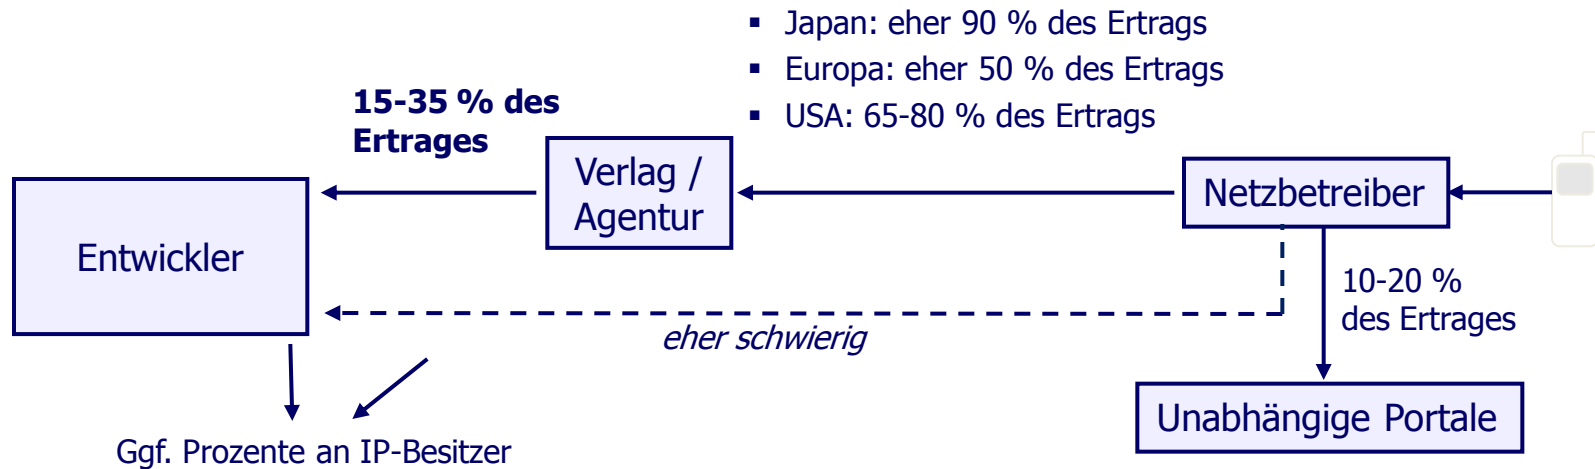 ▪ Japan: eher 90 % des Ertrags
▪ Europa: eher 50 % des Ertrags
▪ USA: 65-80 % des Ertrags
15-35 % des
Ertrages
Verlag /
Agentur
Netzbetreiber
Entwickler
10-20 %
des Ertrages
eher schwierig
Unabhängige Portale
Ggf. Prozente an IP-Besitzer